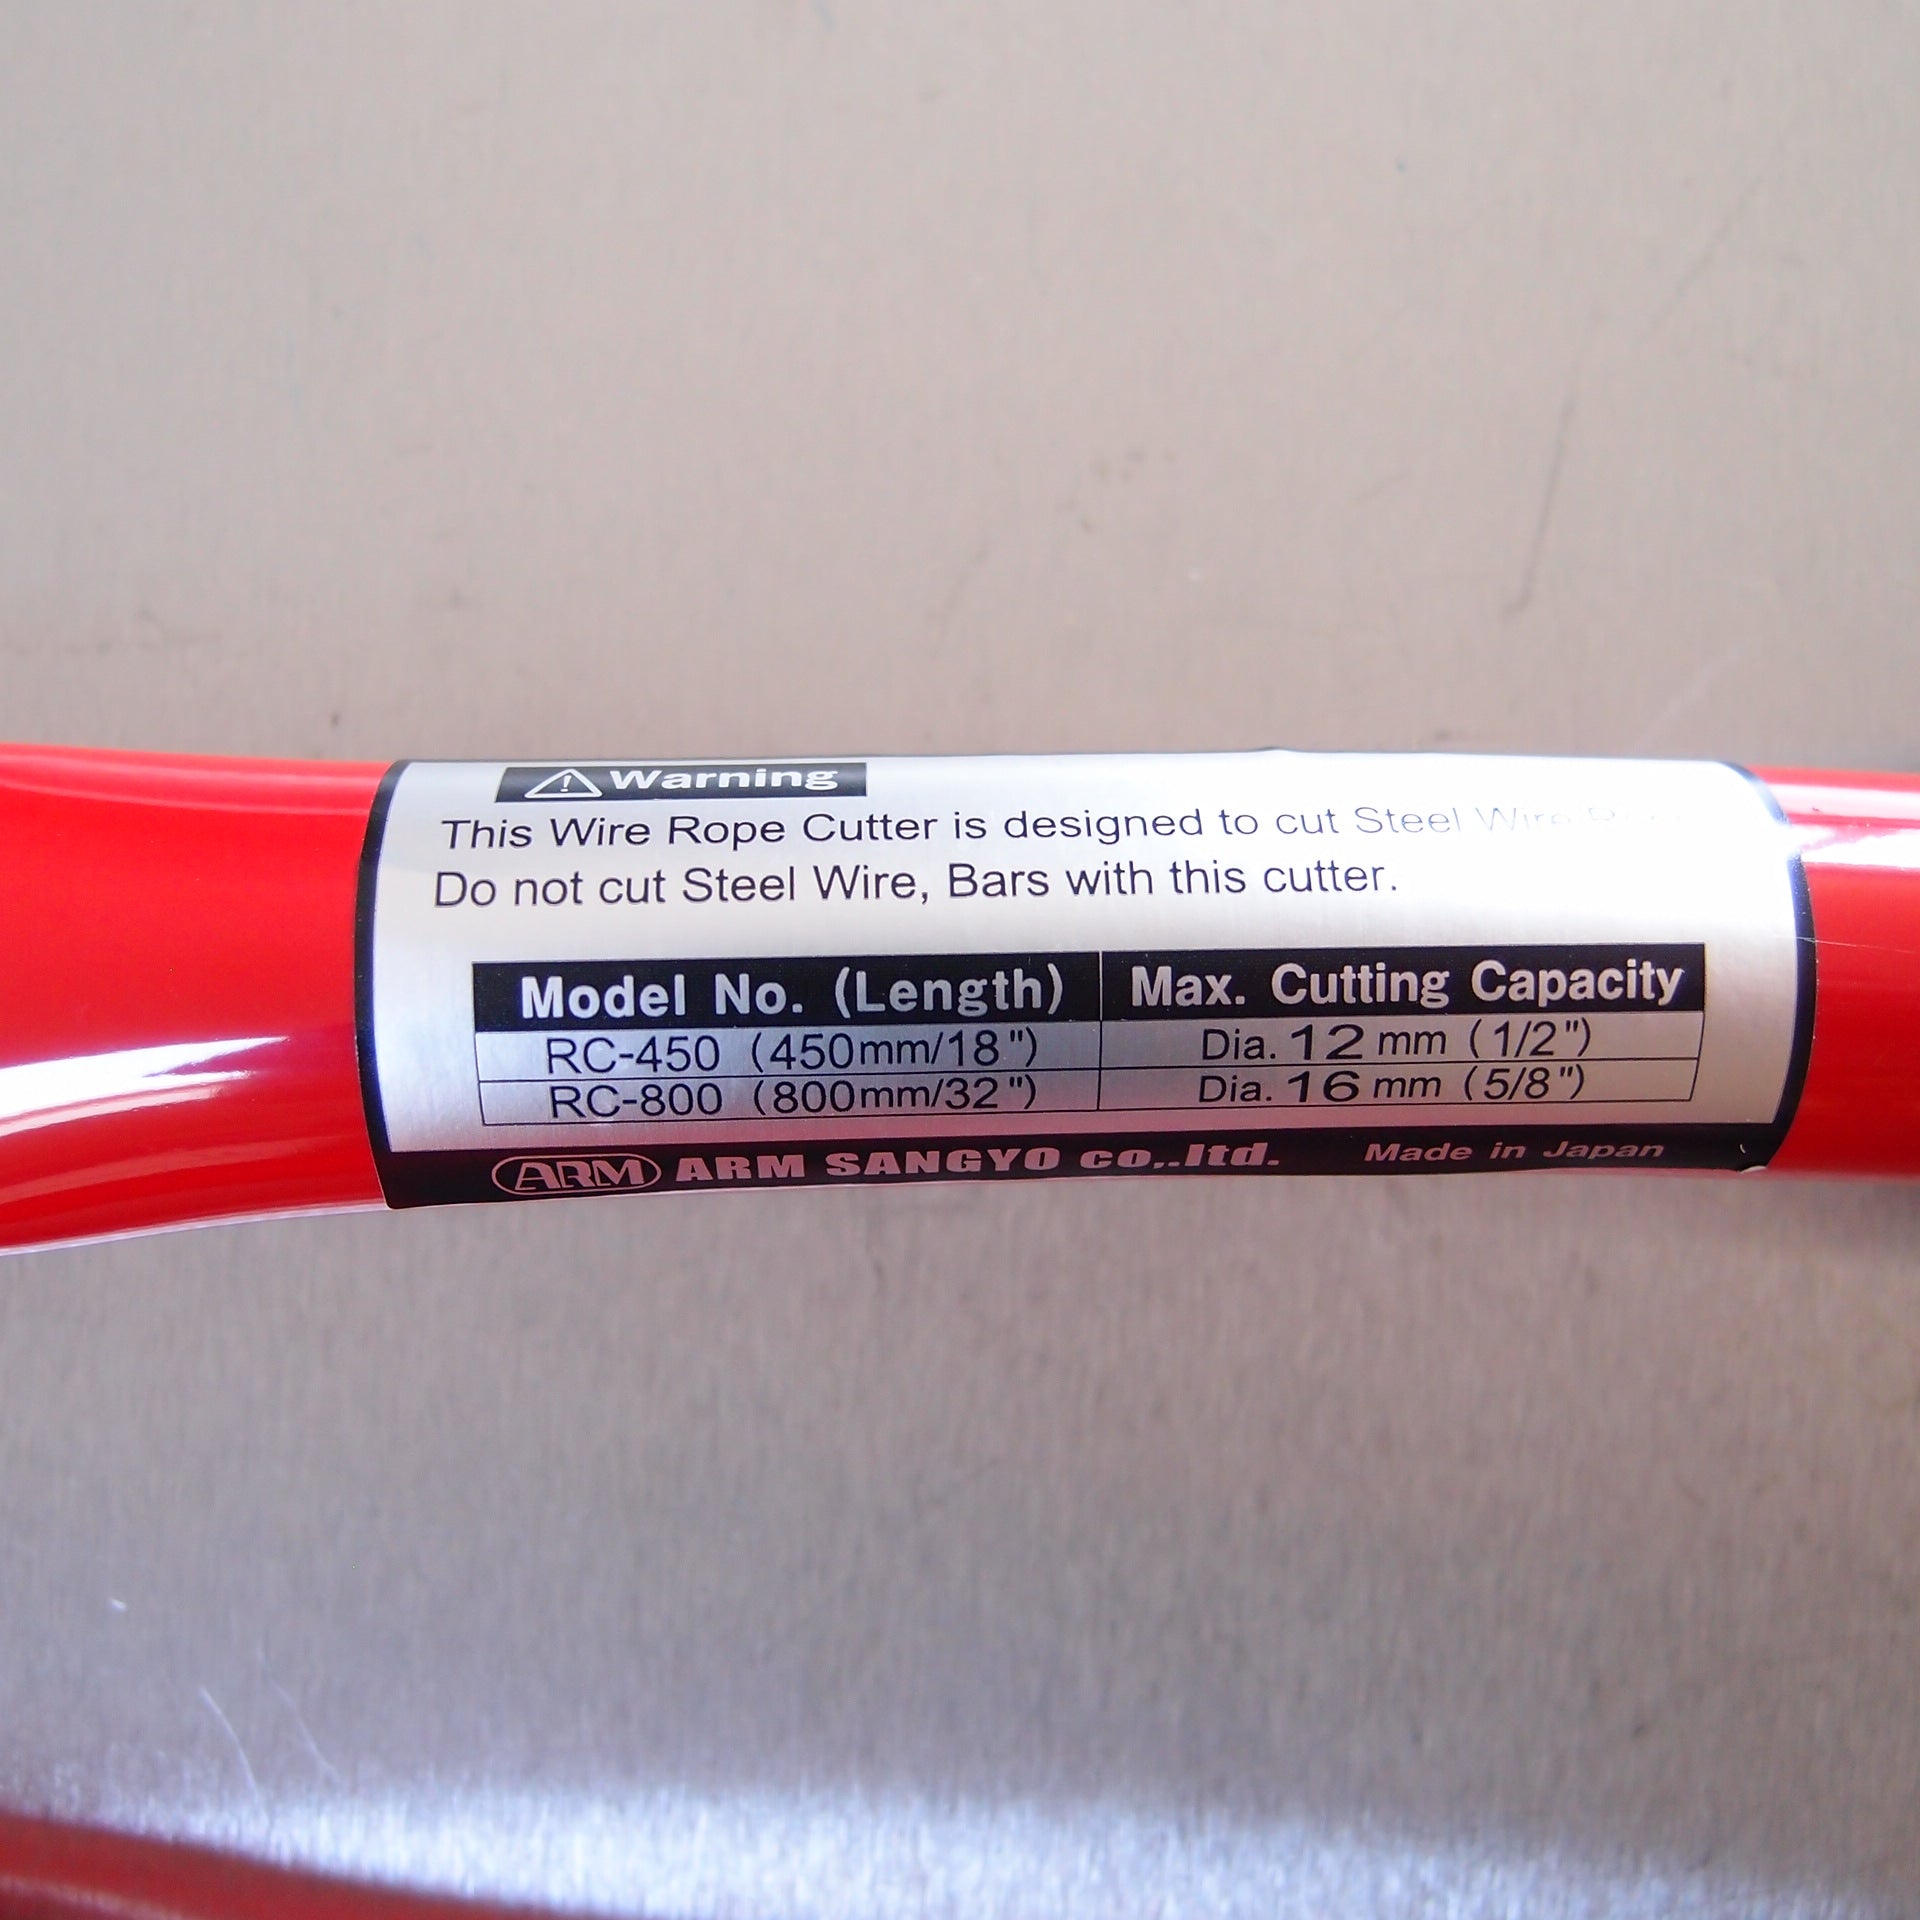 Warning
This Wire Rope Cutter is designed to cut Steel Wire
Do not cut Steel Wire, Bars with this cutter.
Model No. (Length) Max. Cutting Capacity
RC-450 (450mm/18") Dia. 12 mm (1/2")
RC-800 (800mm/32") Dia. 16 mm (5/8")
ARM ARM SANGYO CO,.ltd. Made in Japan